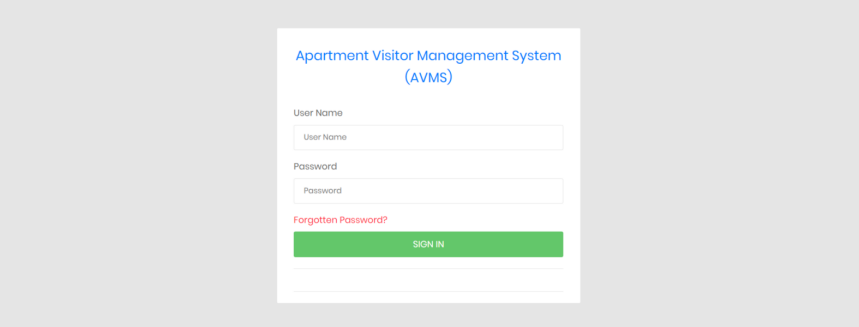 Apartment Visitor Management System
(AVMS)
User Name
User Name
Password
Password
Forgotten Password?
SIGN IN